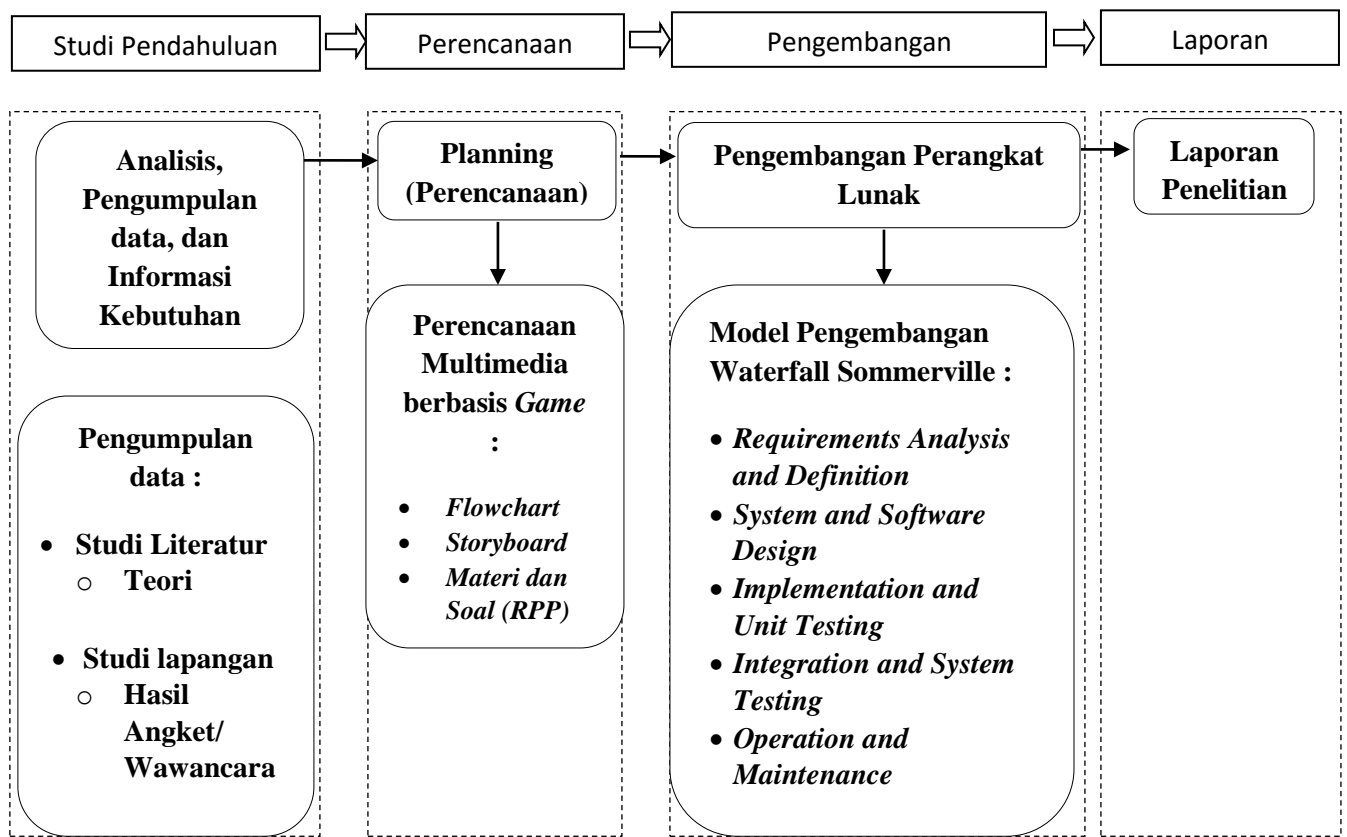 Studi Pendahuluan
Perencanaan
Pengembangan
Laporan
Analisis,
Pengumpulan
data, dan
Informasi
Kebutuhan
Pengumpulan
data :
• Studi Literatur
o Teori
• Studi lapangan
o Hasil
Angket/
Wawancara
Planning
(Perencanaan)
Perencanaan
Multimedia
berbasis Game
:
• Flowchart
• Storyboard
• Materi dan
Soal (RPP)
Pengembangan Perangkat
Lunak
Model Pengembangan
Waterfall Sommerville :
• Requirements Analysis
and Definition
• System and Software
Design
• Implementation and
Unit Testing
• Integration and System
Testing
• Operation and
Maintenance
Laporan
Penelitian